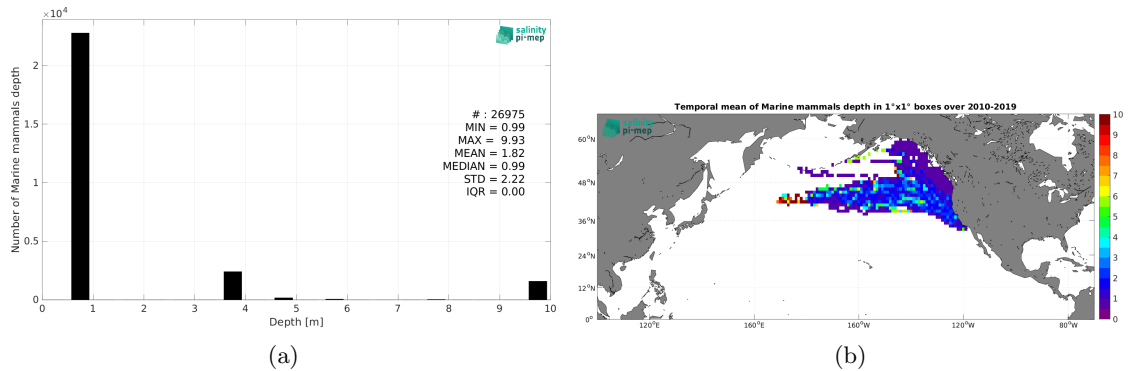 ×10⁴
salinity
pi-mep
Number of Marine mammals depth
2
1.5
1
0.5
0
# : 26975
MIN = 0.99
MAX = 9.93
MEAN = 1.82
MEDIAN = 0.99
STD = 2.22
IQR = 0.00
0 1 2 3 4 5 6 7 8 9 10
Depth [m]
(a)
Temporal mean of Marine mammals depth in 1°x1° boxes over 2010-2019
salinity
pi-mep
60°N
48°N
36°N
24°N
12°N
0°
120°E 160°E 160°W 120°W 80°W
10
9
8
7
6
5
4
3
2
1
0
(b)